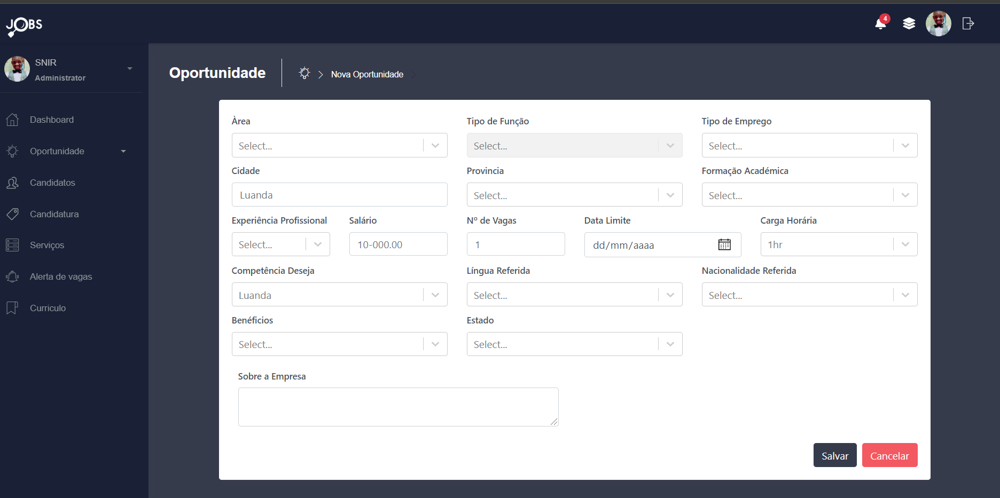 JOBS
4
SNIR
Administrator
Dashboard
Oportunidade
Candidatos
Candidatura
Serviços
Alerta de vagas
Curriculo
Oportunidade
Nova Oportunidade
Àrea
Tipo de Função
Tipo de Emprego
Select...
Select...
Select...
Cidade
Provincia
Formação Académica
Luanda
Select...
Select...
Experiência Profissional
Salário
Nº de Vagas
Data Limite
Carga Horária
Select...
10-000.00
1
dd/mm/aaaa
1hr
Competência Deseja
Língua Referida
Nacionalidade Referida
Luanda
Select...
Select...
Benéficios
Estado
Select...
Select...
Sobre a Empresa
Salvar
Cancelar